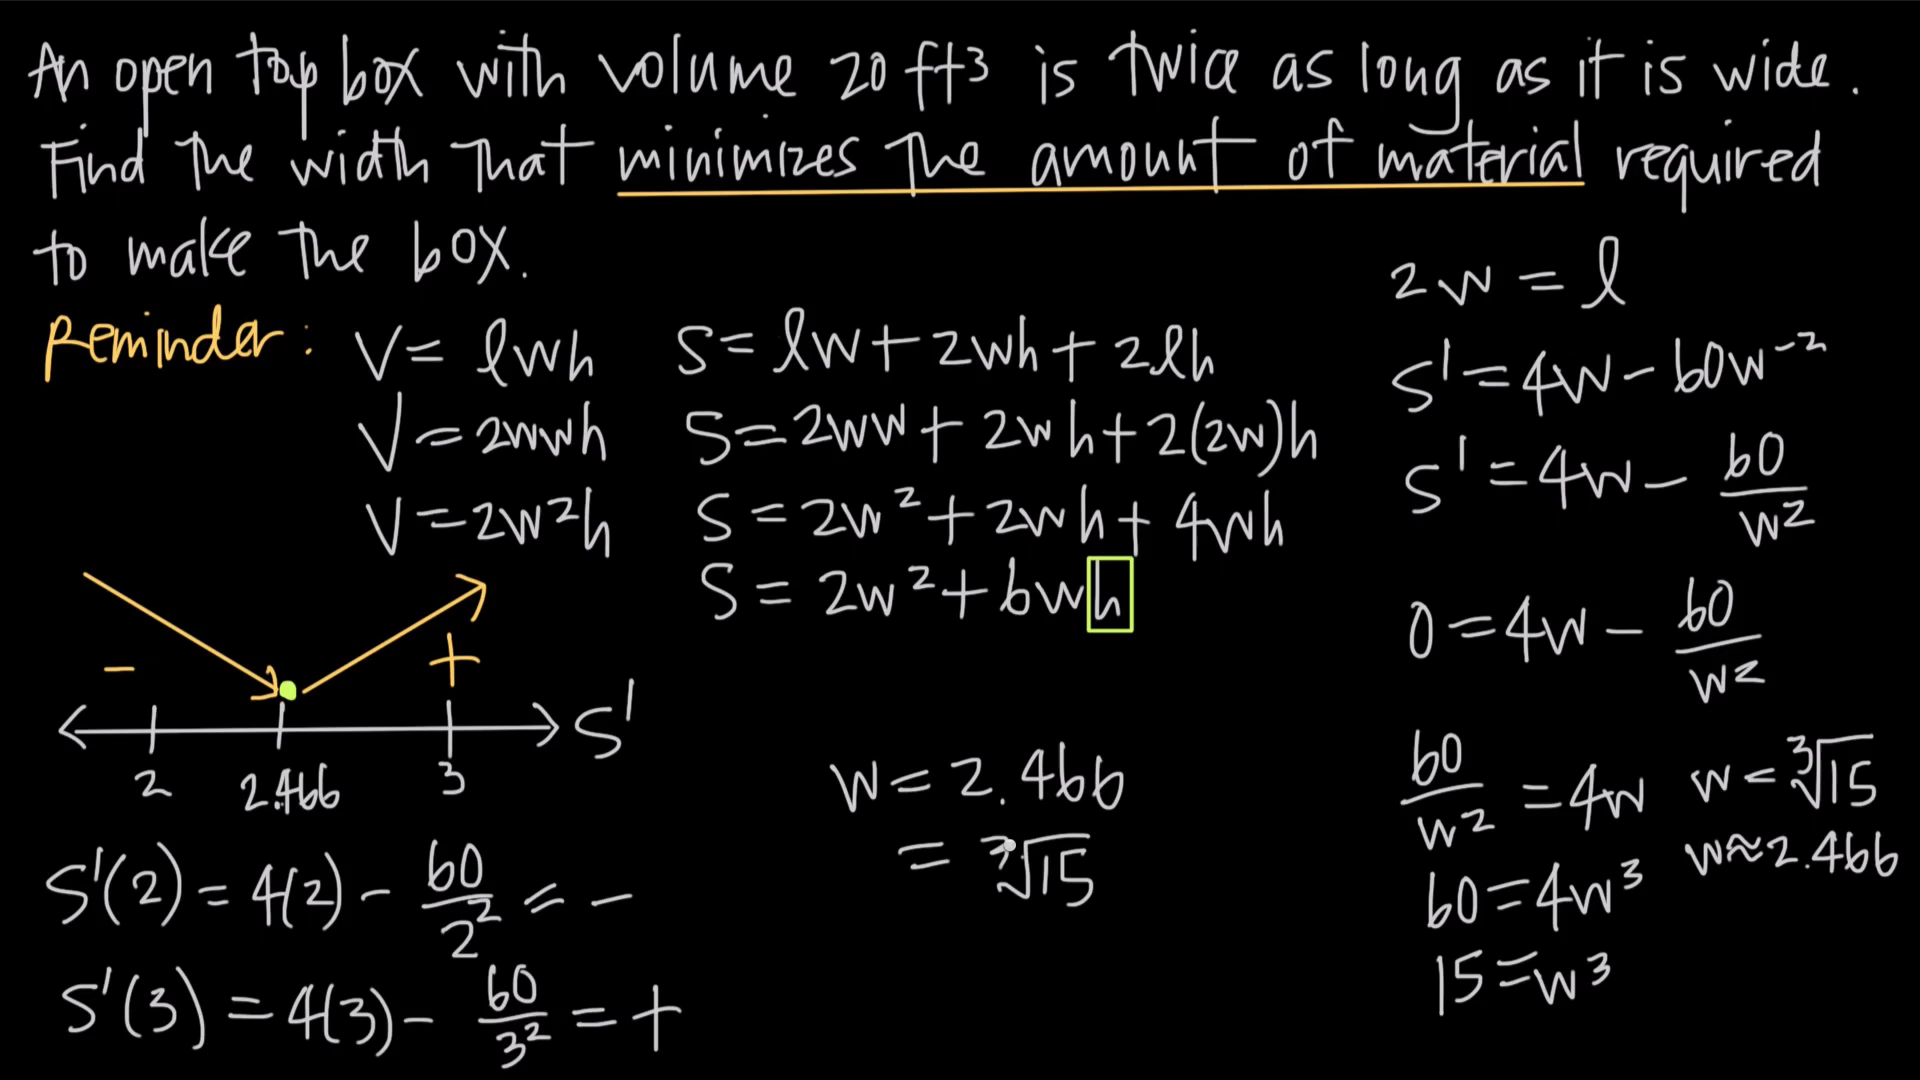 An open top box with volume 20 ft3 is twice as long as it is wide.
Find the width that minimizes the amount of material required
to make the box.
Reminder:
V = lwh
V = 2wwh
V = 2w²h
S = lw + 2wh + 2lh
S = 2ww + 2wh + 2(2w)h
S = 2w² + 2wh + 4wh
S = 2w² + 6wh
2w = l
S' = 4w - 60w⁻²
S' = 4w - 60/w²
0 = 4w - 60/w²
60/w² = 4w
60 = 4w³
15 = w³
w = ∛15
w ≈ 2.466
- +
S'
2 2.466 3
S'(2) = 4(2) - 60/2² = -
S'(3) = 4(3) - 60/3² = +
w = 2.466
= ∛15